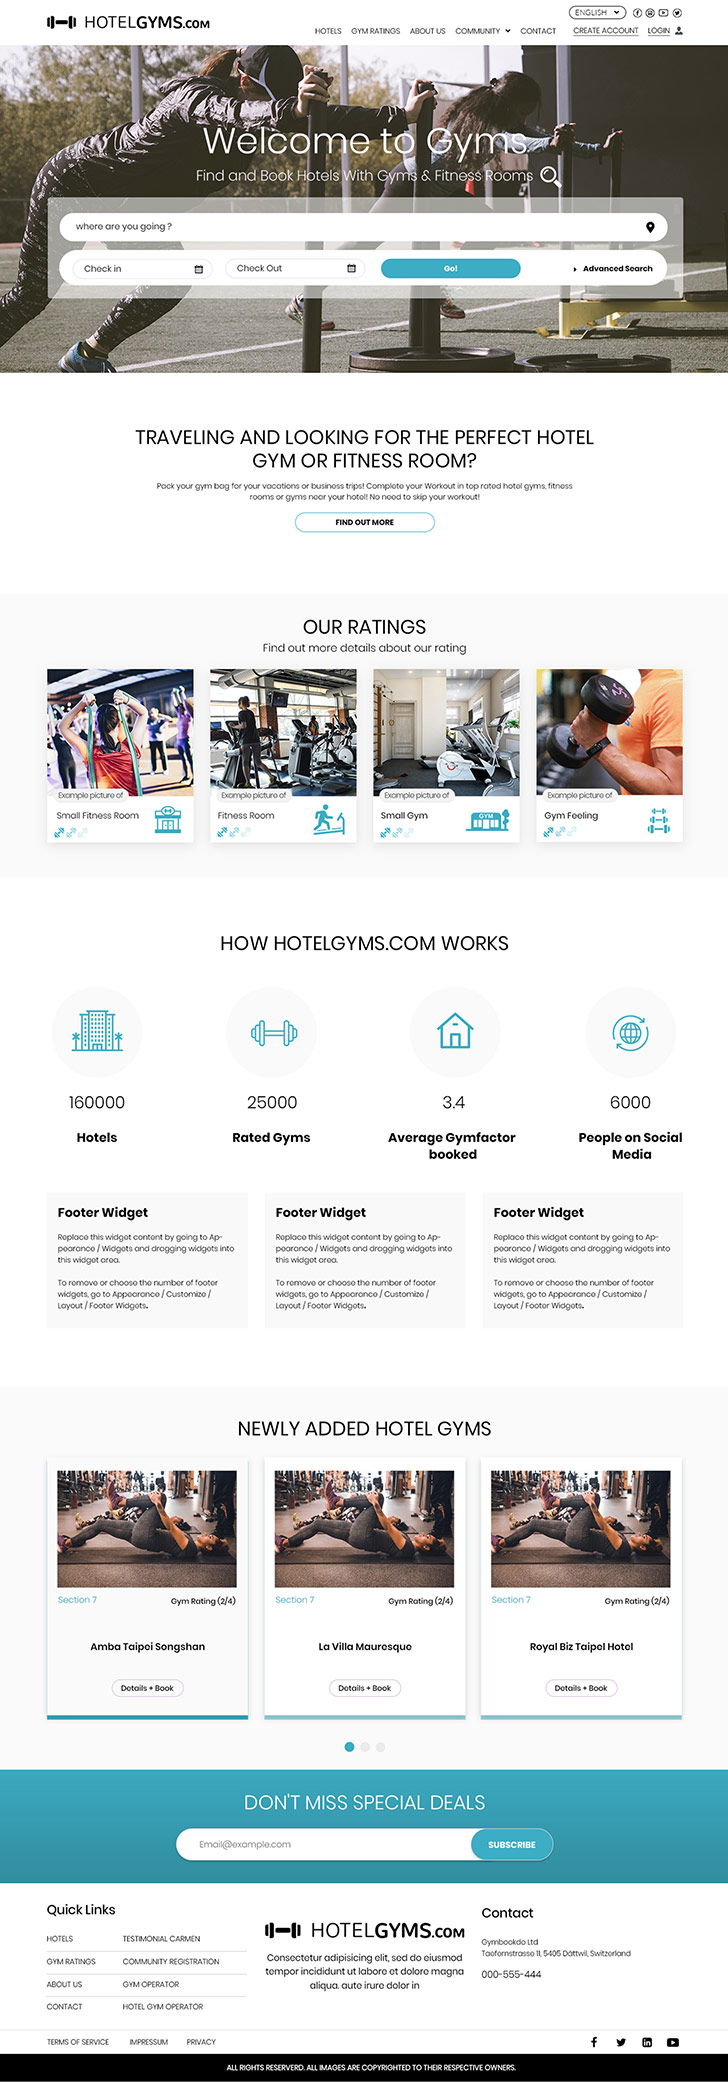 HOTELGYMS.COM
ENGLISH
HOTELS GYM RATINGS ABOUT US COMMUNITY CONTACT CREATE ACCOUNT LOGIN
Welcome to Gyms
Find and Book Hotels With Gyms & Fitness Rooms
where are you going ?
Check in Check Out Go! Advanced Search
TRAVELING AND LOOKING FOR THE PERFECT HOTEL
GYM OR FITNESS ROOM?
Pack your gym bag for your vacations or business trips! Complete your Workout in top rated hotel gyms, fitness
rooms or gyms near your hotel! No need to skip your workout!
FIND OUT MORE
OUR RATINGS
Find out more details about our rating
Example picture of
Small Fitness Room
Example picture of
Fitness Room
Example picture of
Small Gym
GYM
Example picture of
Gym Feeling
HOW HOTELGYMS.COM WORKS
160000
Hotels
25000
Rated Gyms
3.4
Average Gymfactor
booked
6000
People on Social
Media
Footer Widget
Replace this widget content by going to Ap-
pearance / Widgets and drogging widgets into
this widget area.
To remove or choose the number of footer
widgets, go to Appearance / Customize /
Layout / Footer Widgets.
Footer Widget
Replace this widget content by going to Ap-
pearance / Widgets and drogging widgets into
this widget area.
To remove or choose the number of footer
widgets, go to Appearance / Customize /
Layout / Footer Widgets.
Footer Widget
Replace this widget content by going to Ap-
pearance / Widgets and drogging widgets into
this widget area.
To remove or choose the number of footer
widgets, go to Appearance / Customize /
Layout / Footer Widgets.
NEWLY ADDED HOTEL GYMS
Section 7 Gym Rating (2/4)
Amba Taipei Songshan
Details + Book
Section 7 Gym Rating (2/4)
La Villa Mauresque
Details + Book
Section 7 Gym Rating (2/4)
Royal Biz Taipel Hotel
Details + Book
DON'T MISS SPECIAL DEALS
Email@example.com SUBSCRIBE
Quick Links
HOTELS TESTIMONIAL CARMEN
GYM RATINGS COMMUNITY REGISTRATION
ABOUT US GYM OPERATOR
CONTACT HOTEL GYM OPERATOR
HOTELGYMS.COM
Consectetur adipisicing elit, sed do eiusmod
tempor incididunt ut labore et dolore magna
aliqua. aute irure dolor in
Contact
Gymbookdo Ltd
Taefernstrasse 11, 5405 Dättwil, Switzerland
000-555-444
TERMS OF SERVICE IMPRESSUM PRIVACY
ALL RIGHTS RESERVERD. ALL IMAGES ARE COPYRIGHTED TO THEIR RESPECTIVE OWNERS.